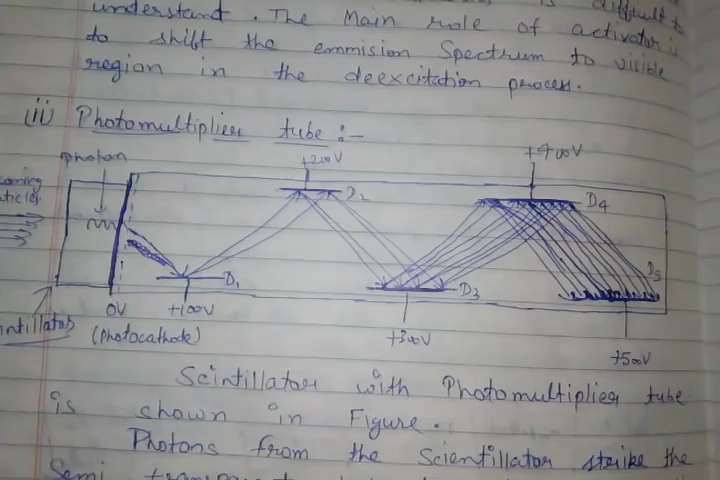 understand. The Main role of activator is
to shift the emmision Spectrum to visible
region in the deexcitation process.
(ii) Photomultiplier tube :-
photon
+200V
+400V
D2
D4
D1
D3
D5
0V
+100V
(Photocathode)
+300V
+500V
Scintillator with Photomultiplier tube
is shown in Figure.
Photons from the Scientillator strike the
Semi